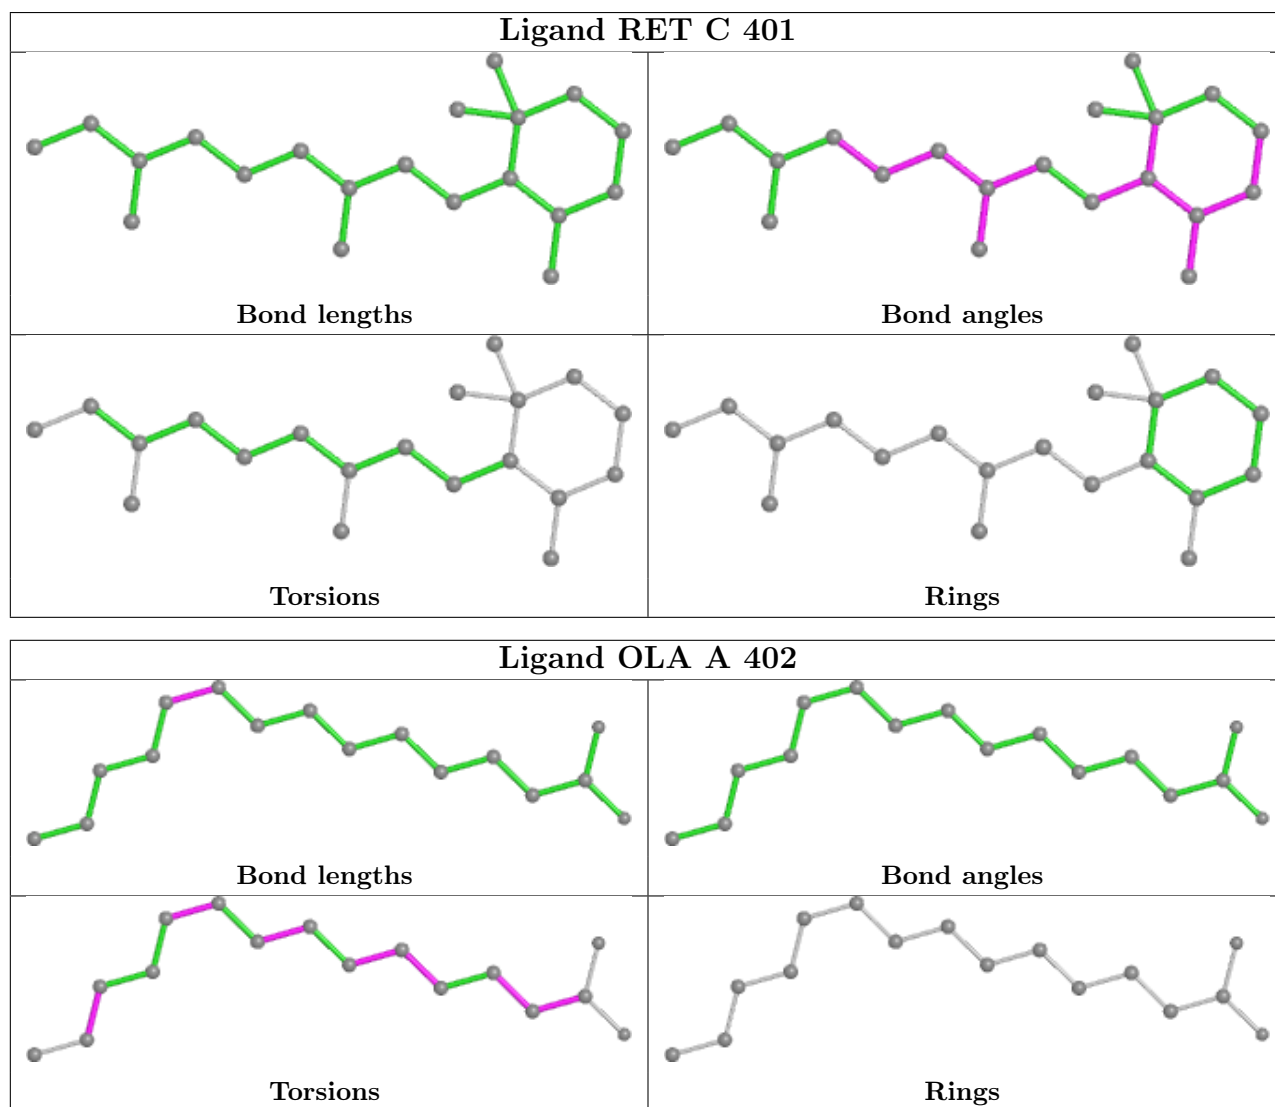 Ligand RET C 401
Bond lengths
Bond angles
Torsions
Rings
Ligand OLA A 402
Bond lengths
Bond angles
Torsions
Rings